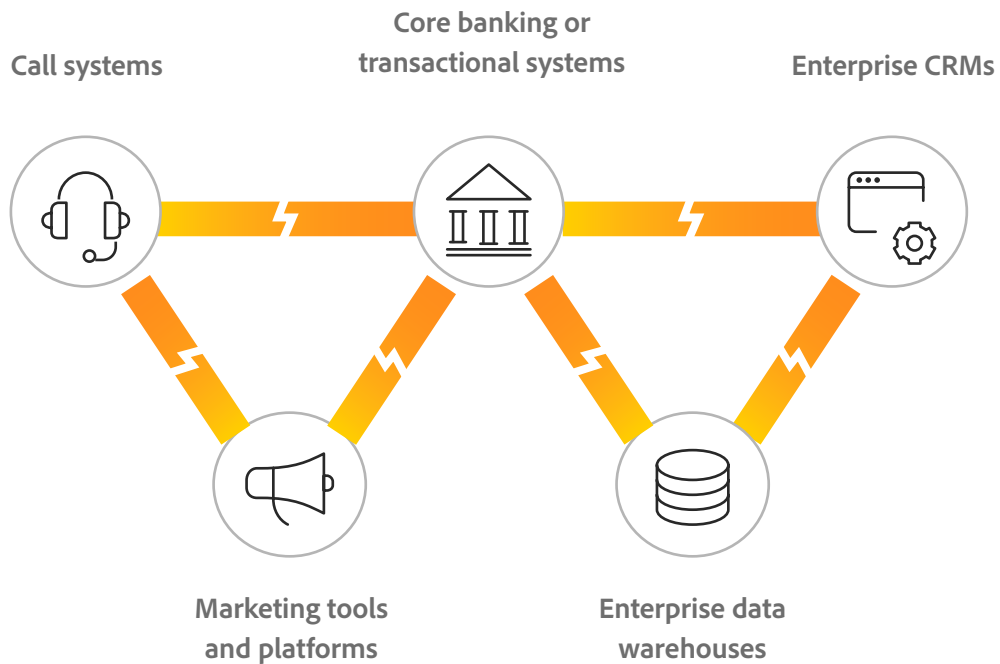 Core banking or
transactional systems
Call systems
Enterprise CRMs
Marketing tools
and platforms
Enterprise data
warehouses